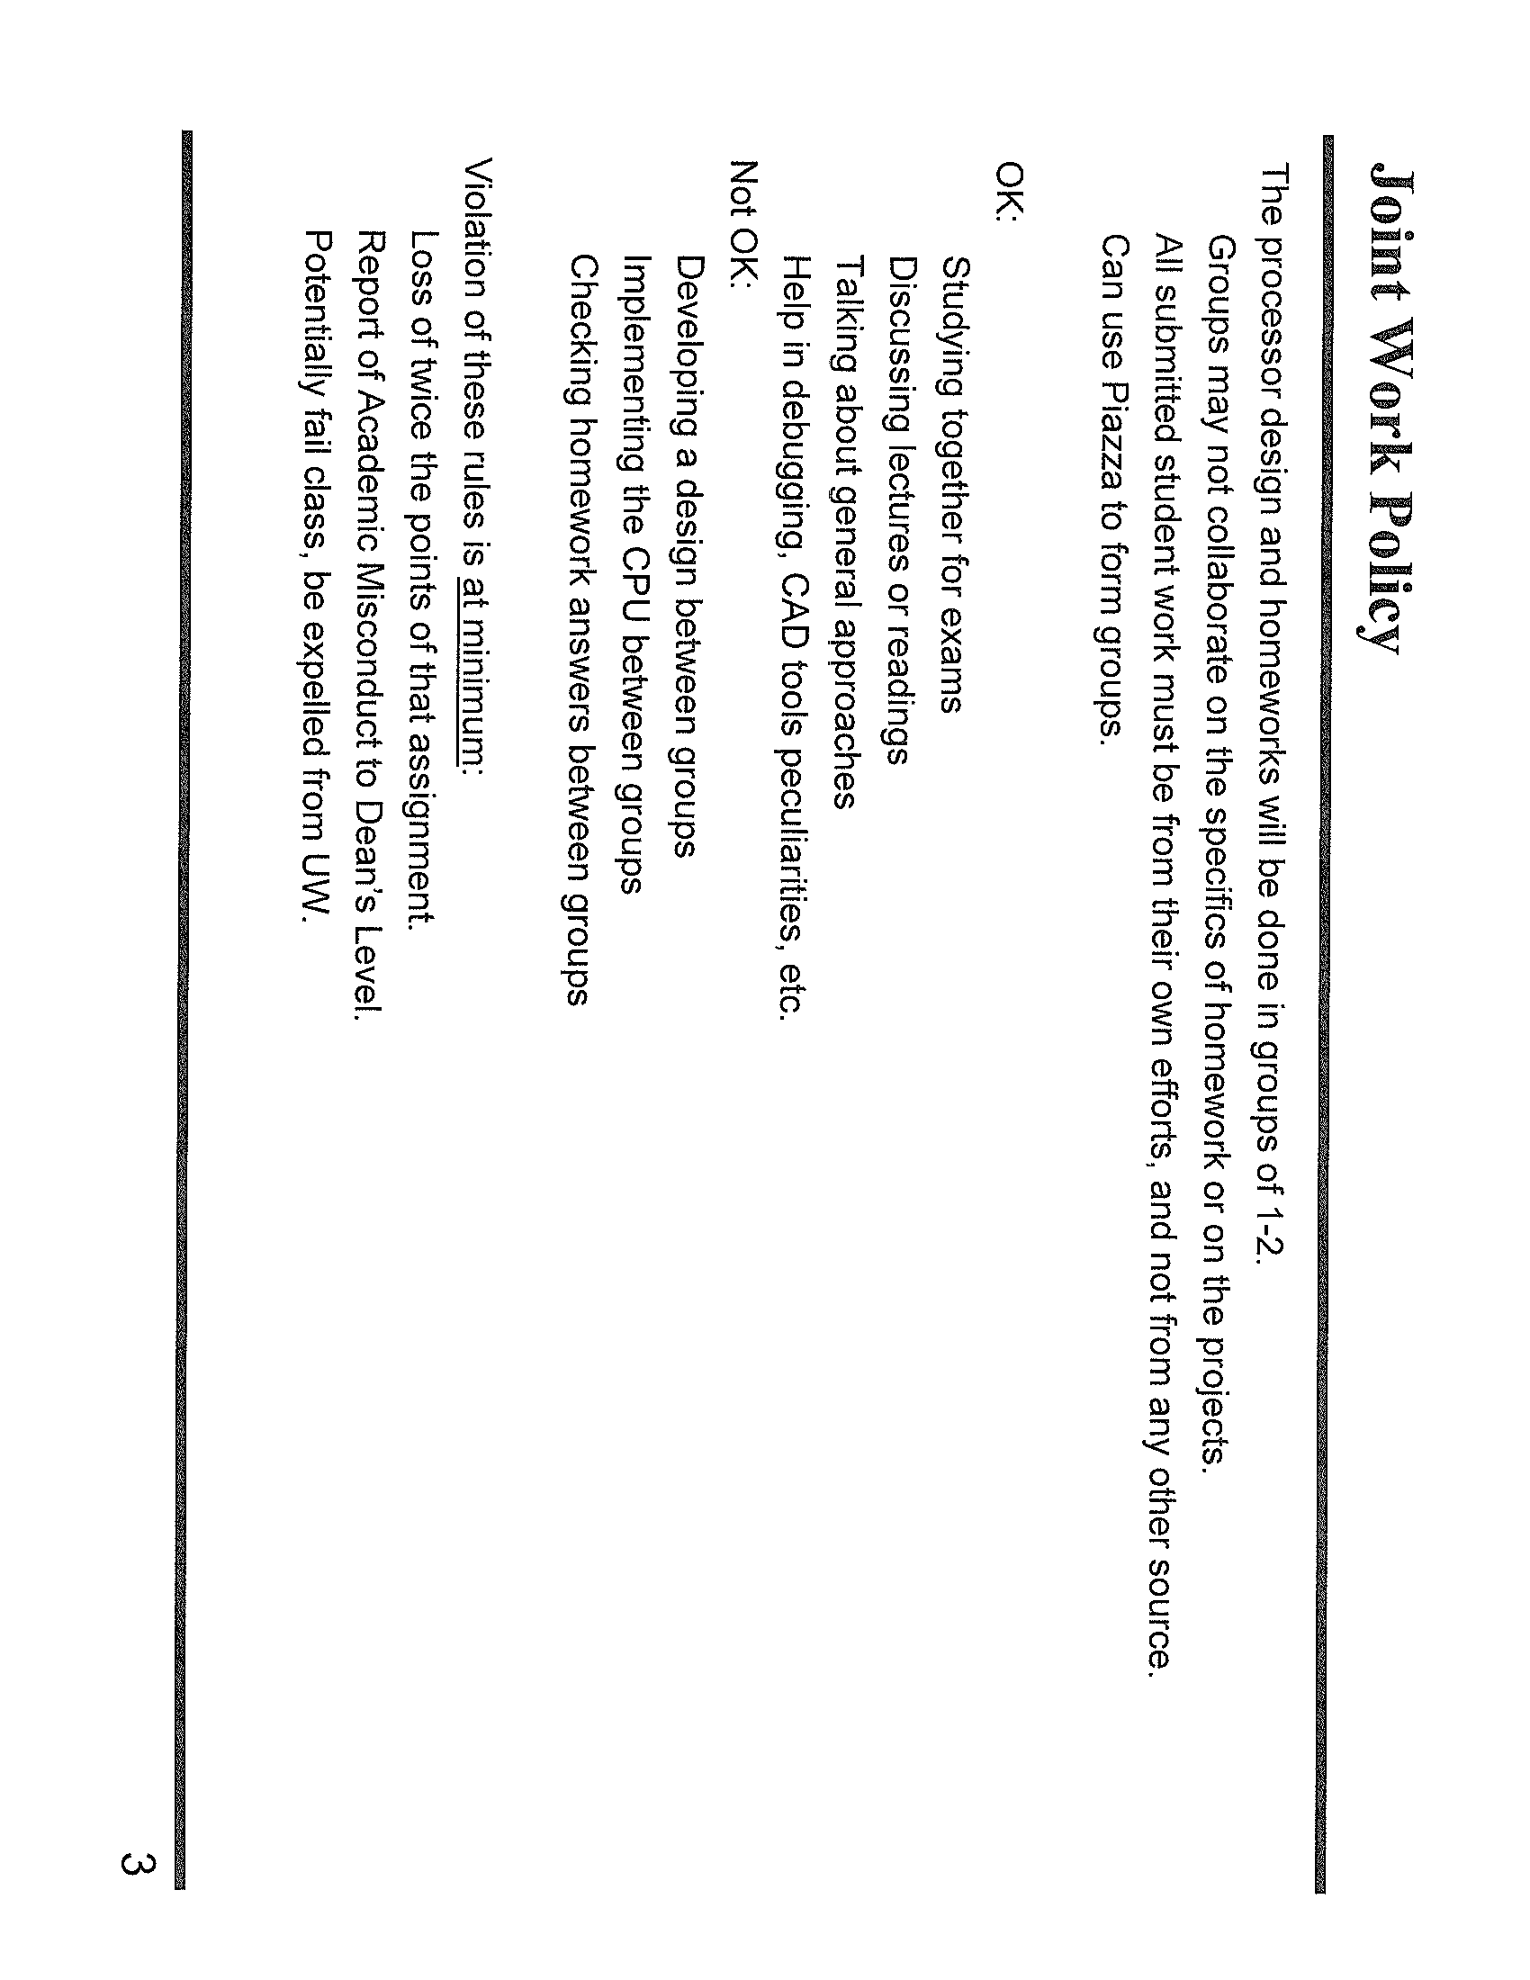 Joint Work Policy
The processor design and homeworks will be done in groups of 1-2.
Groups may not collaborate on the specifics of homework or on the projects.
All submitted student work must be from their own efforts, and not from any other source.
Can use Piazza to form groups.
OK:
Studying together for exams
Discussing lectures or readings
Talking about general approaches
Help in debugging, CAD tools peculiarities, etc.
Not OK:
Developing a design between groups
Implementing the CPU between groups
Checking homework answers between groups
Violation of these rules is at minimum:
Loss of twice the points of that assignment.
Report of Academic Misconduct to Dean's Level.
Potentially fail class, be expelled from UW.
3